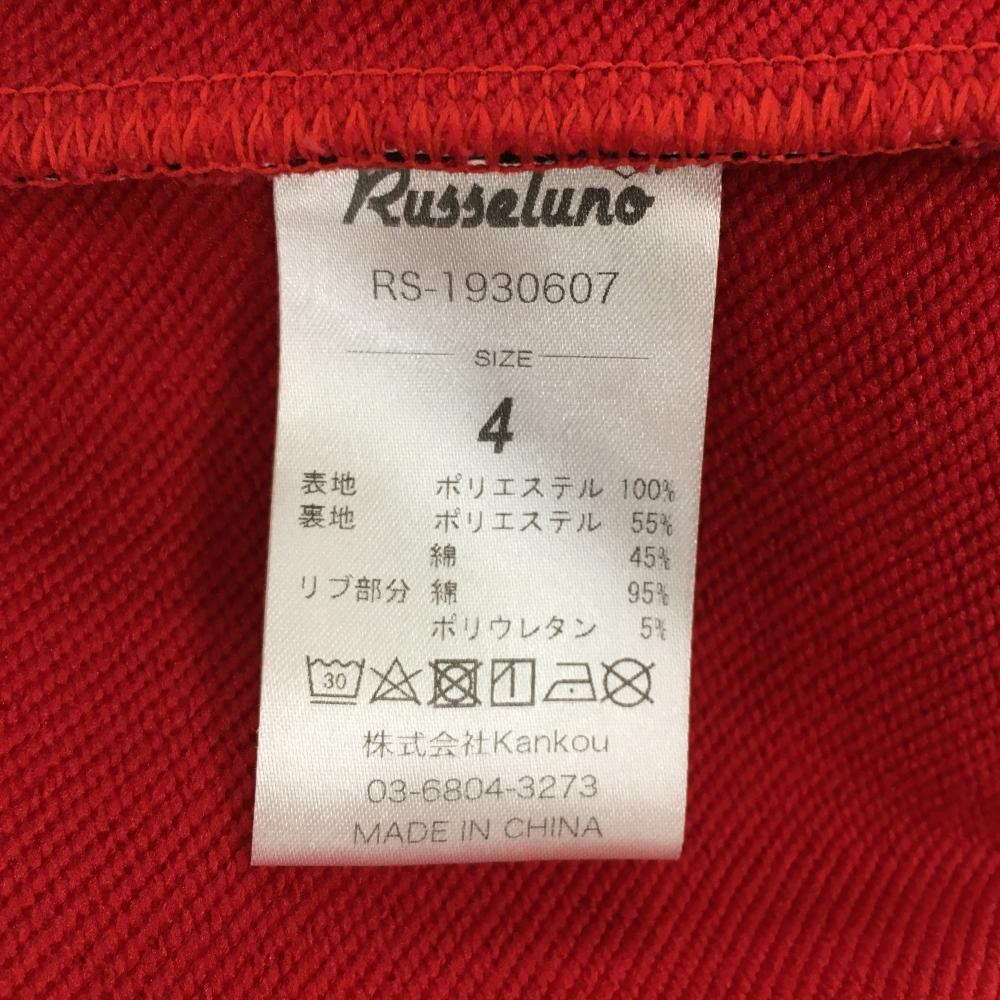 Russeluno
RS-1930607
SIZE
4
表地 ポリエステル 100%
裏地 ポリエステル 55%
綿 45%
リブ部分 綿 95%
ポリウレタン 5%
30
株式会社Kankou
03-6804-3273
MADE IN CHINA